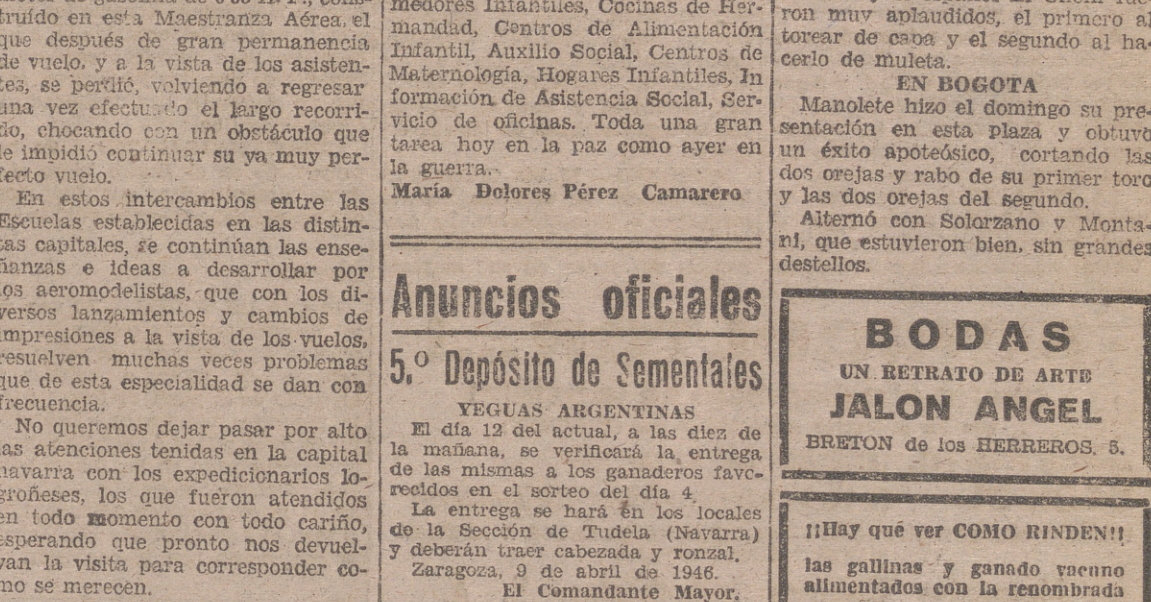 truído en esta Maestranza Aérea, el
que después de gran permanencia
de vuelo, y a la vista de los asisten-
tes, se perdió, volviendo a regresar
una vez efectuado el largo recorri-
do, chocando con un obstáculo que
le impidió continuar su ya muy per-
fecto vuelo.
En estos intercambios entre las
Escuelas establecidas en las distin-
tas capitales, se continúan las ense-
ñanzas e ideas a desarrollar por
los aeromodelistas, que con los di-
versos lanzamientos y cambios de
impresiones a la vista de los vuelos,
resuelven muchas veces problemas
que de esta especialidad se dan con
frecuencia.
No queremos dejar pasar por alto
las atenciones tenidas en la capital
navarra con los expedicionarios lo-
groñeses, los que fueron atendidos
en todo momento con todo cariño,
esperando que pronto nos devuel-
van la visita para corresponder co-
mo se merecen.
medores Infantiles, Cocinas de Her-
mandad, Centros de Alimentación
Infantil, Auxilio Social, Centros de
Maternología, Hogares Infantiles, In
formación de Asistencia Social, Ser-
vicio de oficinas. Toda una gran
tarea hoy en la paz como ayer en
la guerra.
María Dolores Pérez Camarero
Anuncios oficiales
5.º Depósito de Sementales
YEGUAS ARGENTINAS
El día 12 del actual, a las diez de
la mañana, se verificará la entrega
de las mismas a los ganaderos favo-
recidos en el sorteo del día 4.
La entrega se hará en los locales
de la Sección de Tudela (Navarra)
y deberán traer cabezada y ronzal.
Zaragoza, 9 de abril de 1946.
El Comandante Mayor.
ron muy aplaudidos, el primero al
torear de capa y el segundo al ha-
cerlo de muleta.
EN BOGOTA
Manolete hizo el domingo su pre-
sentación en esta plaza y obtuvo
un éxito apoteósico, cortando las
dos orejas y rabo de su primer toro
y las dos orejas del segundo.
Alternó con Solorzano y Monta-
ni, que estuvieron bien, sin grandes
destellos.
BODAS
UN RETRATO DE ARTE
JALON ANGEL
BRETON de los HERREROS, 5.
¡¡Hay qué ver COMO RINDEN!!
las gallinas y ganado vacuno
alimentados con la renombrada